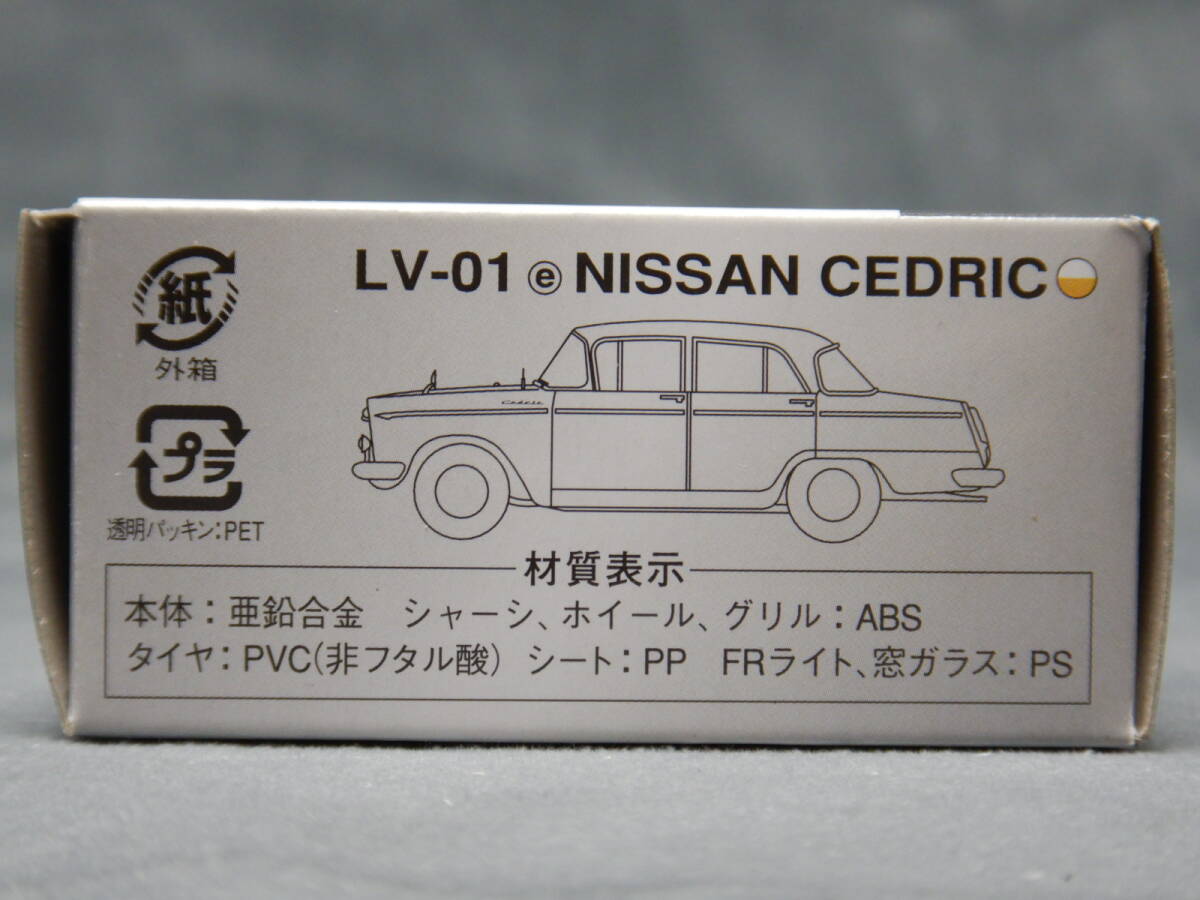 LV-01 ⓔ NISSAN CEDRIC
紙
外箱
プラ
透明パッキン:PET
Cedric
材質表示
本体:亜鉛合金 シャーシ、ホイール、グリル:ABS
タイヤ:PVC(非フタル酸) シート:PP FRライト、窓ガラス:PS